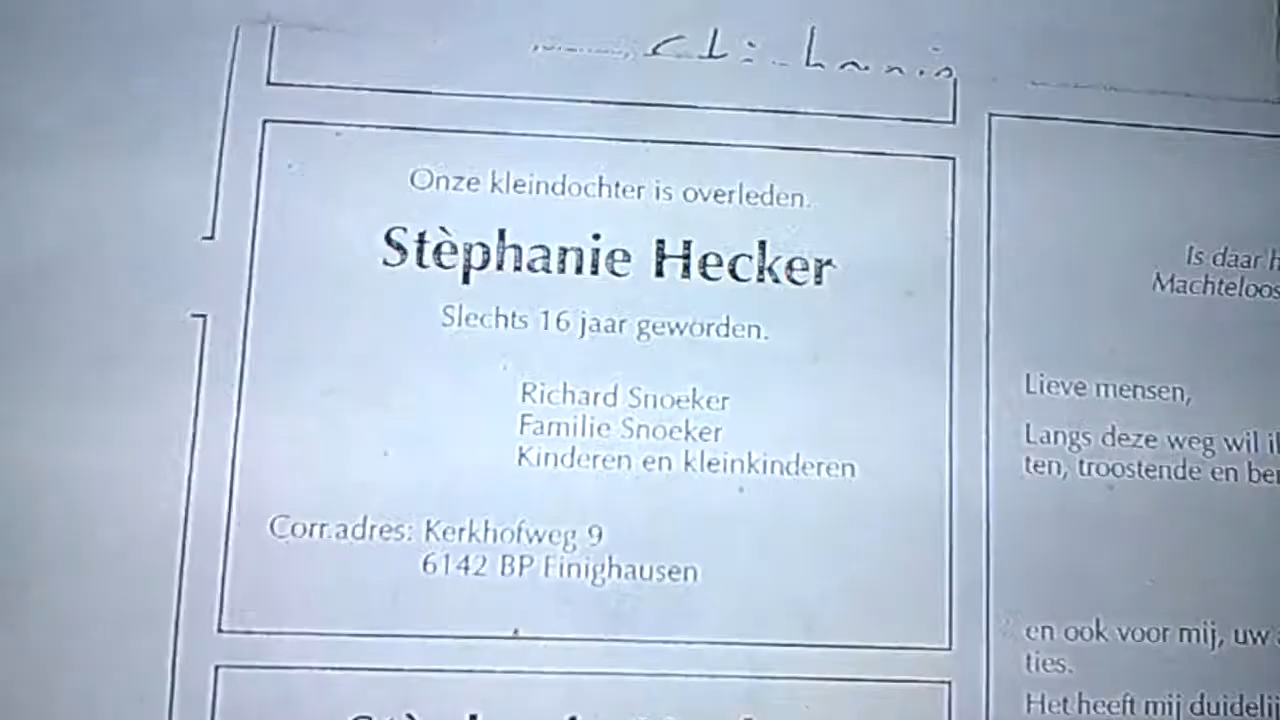 Onze kleindochter is overleden.
Stèphanie Hecker
Slechts 16 jaar geworden.
Richard Snoeker
Familie Snoeker
Kinderen en kleinkinderen
Corr.adres: Kerkhofweg 9
6142 BP Einighausen
Is daar
Machteloos
Lieve mensen,
Langs deze weg wil
ten, troostende en
en ook voor mij, uw
ties.
Het heeft mij